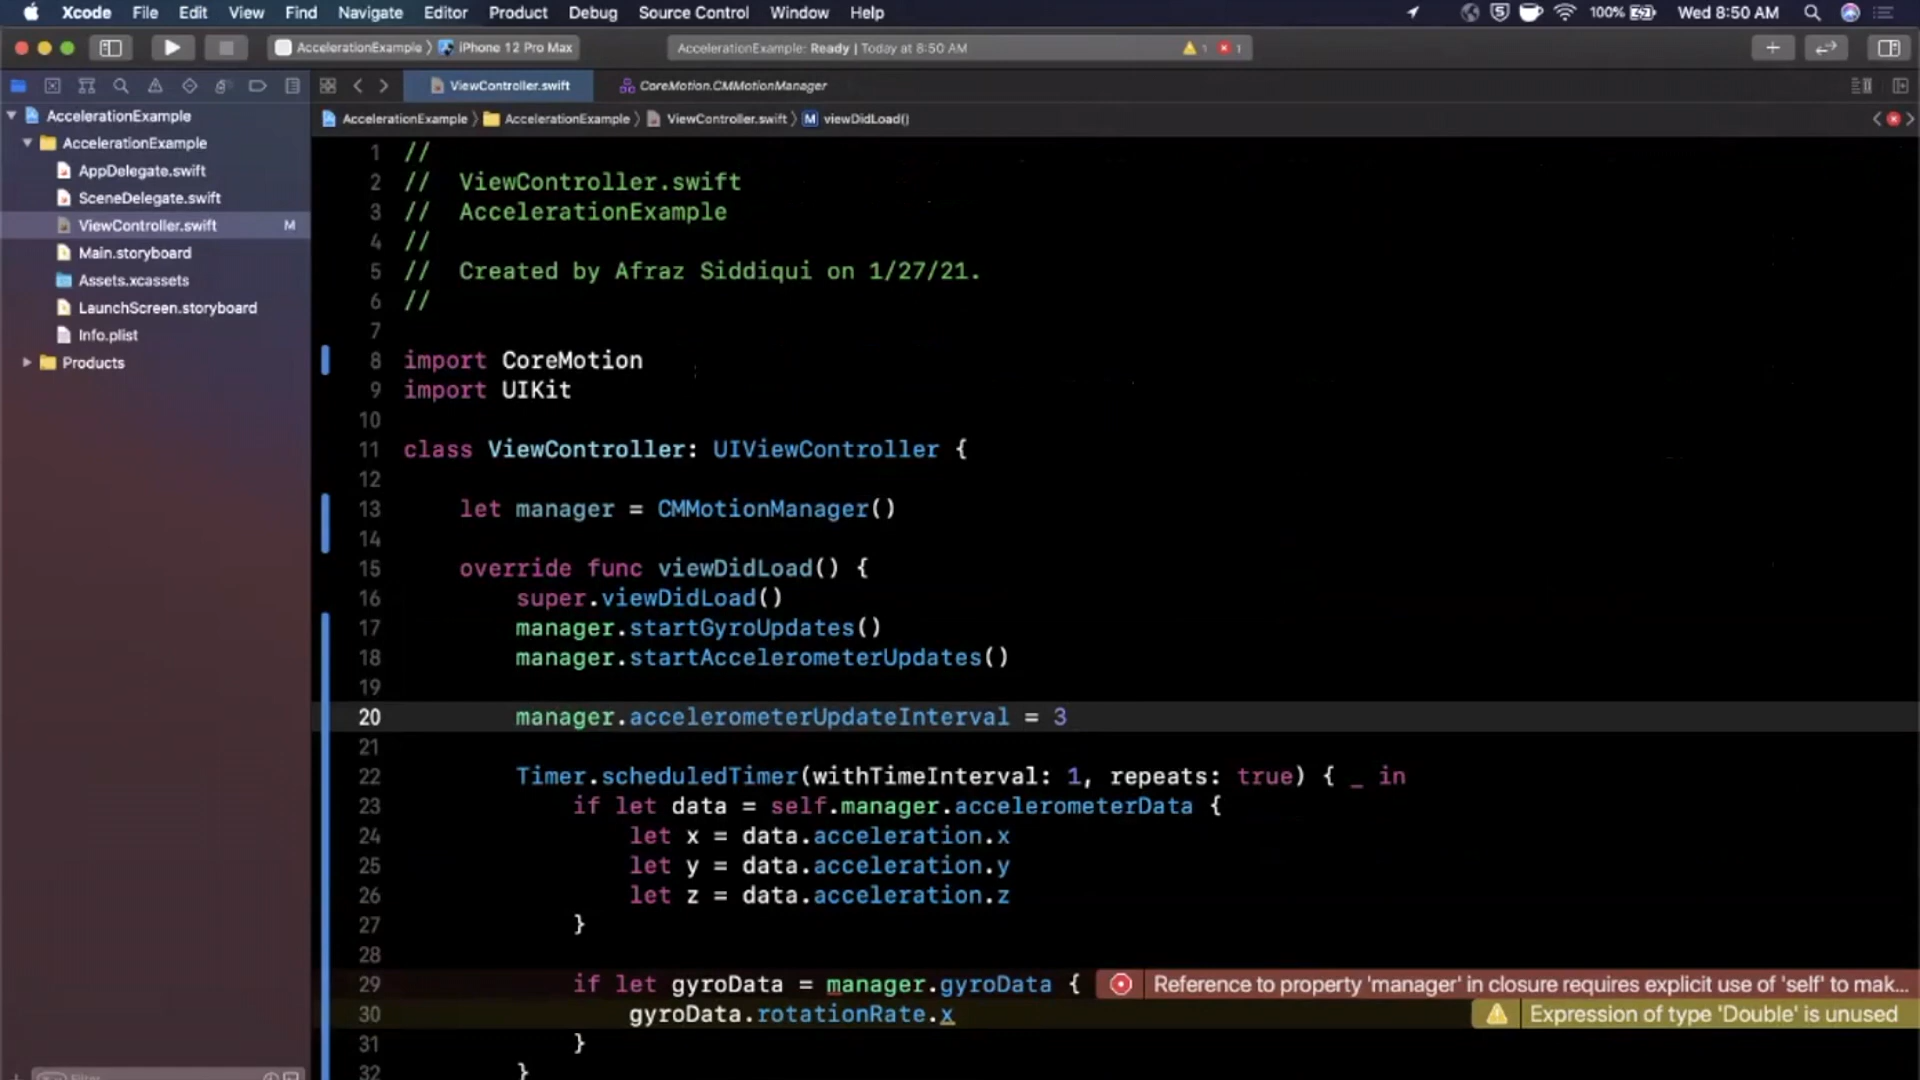 Xcode File Edit View Find Navigate Editor Product Debug Source Control Window Help 100% Wed 8:50 AM
AccelerationExample iPhone 12 Pro Max AccelerationExample: Ready | Today at 8:50 AM 1 1
ViewController.swift CoreMotion.CMMotionManager
AccelerationExample AccelerationExample ViewController.swift M viewDidLoad()
AccelerationExample
AccelerationExample
AppDelegate.swift
SceneDelegate.swift
ViewController.swift M
Main.storyboard
Assets.xcassets
LaunchScreen.storyboard
Info.plist
Products
1 //
2 // ViewController.swift
3 // AccelerationExample
4 //
5 // Created by Afraz Siddiqui on 1/27/21.
6 //
7
8 import CoreMotion
9 import UIKit
10
11 class ViewController: UIViewController {
12
13 let manager = CMMotionManager()
14
15 override func viewDidLoad() {
16 super.viewDidLoad()
17 manager.startGyroUpdates()
18 manager.startAccelerometerUpdates()
19
20 manager.accelerometerUpdateInterval = 3
21
22 Timer.scheduledTimer(withTimeInterval: 1, repeats: true) { _ in
23 if let data = self.manager.accelerometerData {
24 let x = data.acceleration.x
25 let y = data.acceleration.y
26 let z = data.acceleration.z
27 }
28
29 if let gyroData = manager.gyroData { Reference to property 'manager' in closure requires explicit use of 'self' to mak...
30 gyroData.rotationRate.x Expression of type 'Double' is unused
31 }
32 }